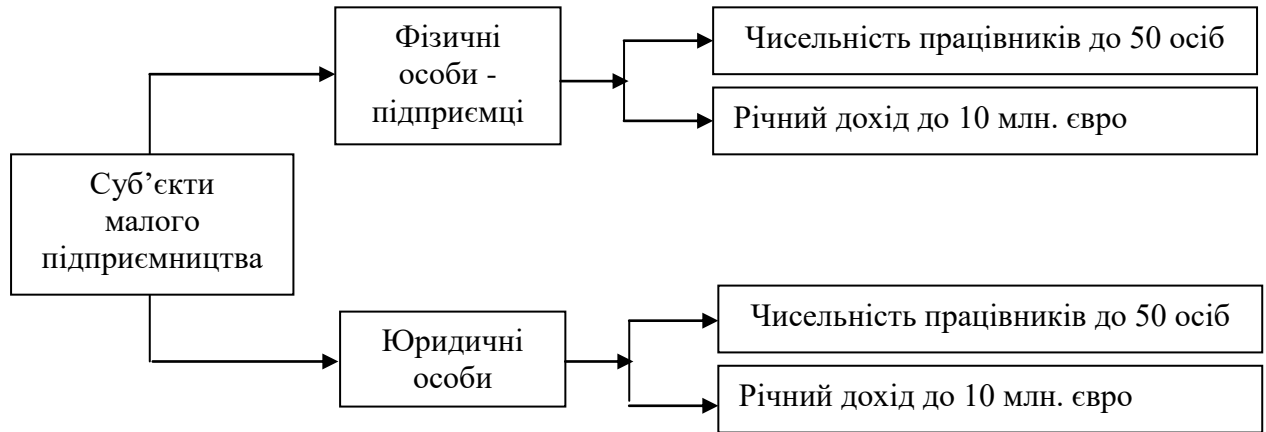 Суб’єкти
малого
підприємництва
Фізичні
особи -
підприємці
Чисельність працівників до 50 осіб
Річний дохід до 10 млн. євро
Юридичні
особи
Чисельність працівників до 50 осіб
Річний дохід до 10 млн. євро